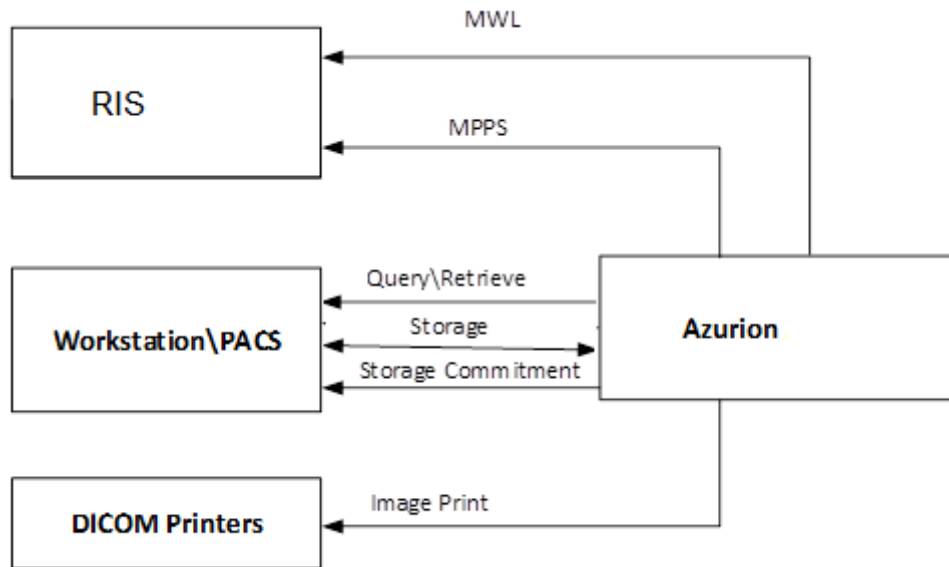 MWL
RIS
MPPS
Query\Retrieve
Workstation\PACS
Storage
Azurion
Storage Commitment
Image Print
DICOM Printers